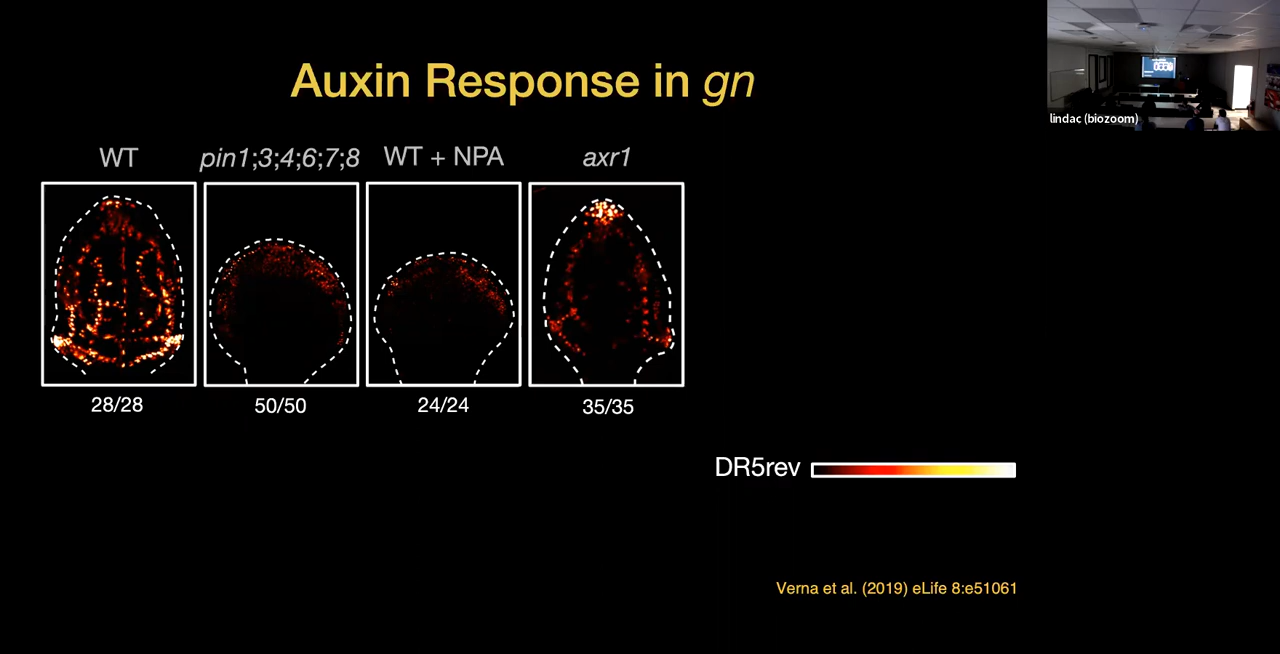 Auxin Response in gn
lindac (biozoom)
WT
pin1;3;4;6;7;8
WT + NPA
axr1
28/28
50/50
24/24
35/35
DR5rev
Verna et al. (2019) eLife 8:e51061